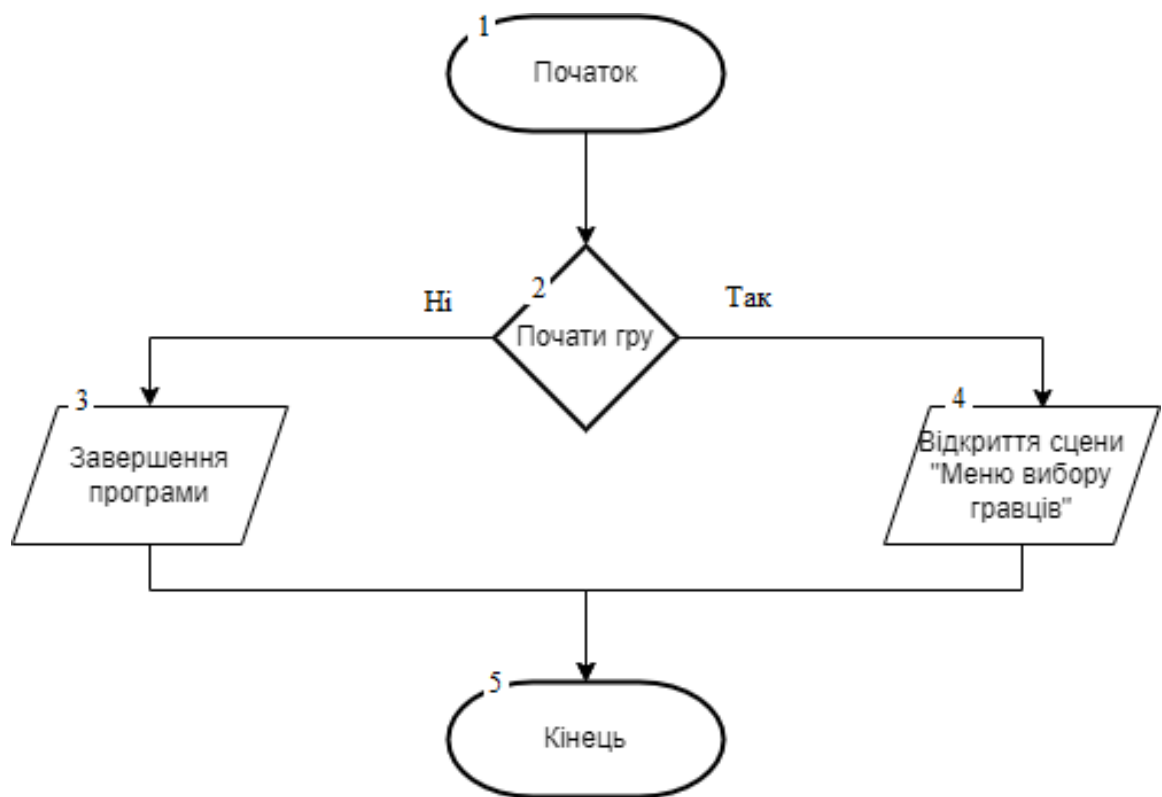 1
Початок
2
Ні
Так
Почати гру
3
Завершення
програми
4
Відкриття сцени
"Меню вибору
гравців"
5
Кінець